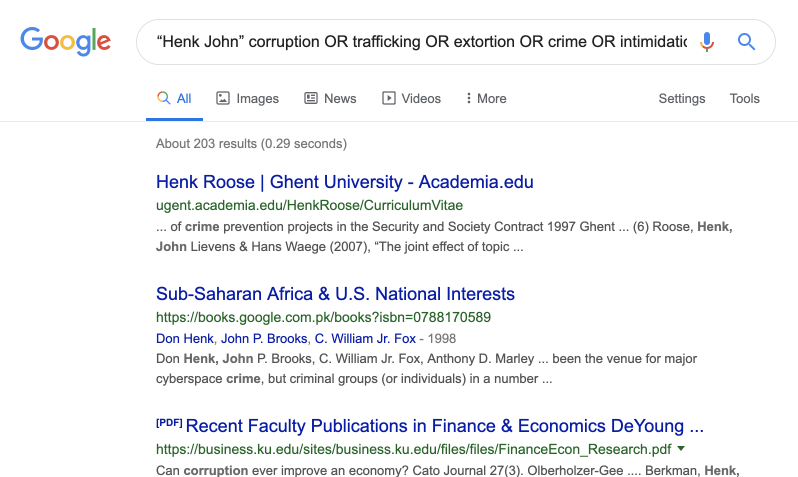 Google
“Henk John” corruption OR trafficking OR extortion OR crime OR intimidatic
All Images News Videos More Settings Tools
About 203 results (0.29 seconds)
Henk Roose | Ghent University - Academia.edu
ugent.academia.edu/HenkRoose/CurriculumVitae
... of crime prevention projects in the Security and Society Contract 1997 Ghent ... (6) Roose, Henk,
John Lievens & Hans Waege (2007), “The joint effect of topic ...
Sub-Saharan Africa & U.S. National Interests
https://books.google.com.pk/books?isbn=0788170589
Don Henk, John P. Brooks, C. William Jr. Fox - 1998
Don Henk, John P. Brooks, C. William Jr. Fox, Anthony D. Marley ... been the venue for major
cyberspace crime, but criminal groups (or individuals) in a number ...
[PDF] Recent Faculty Publications in Finance & Economics DeYoung ...
https://business.ku.edu/sites/business.ku.edu/files/files/FinanceEcon_Research.pdf
Can corruption ever improve an economy? Cato Journal 27(3). Olberholzer-Gee .... Berkman, Henk,